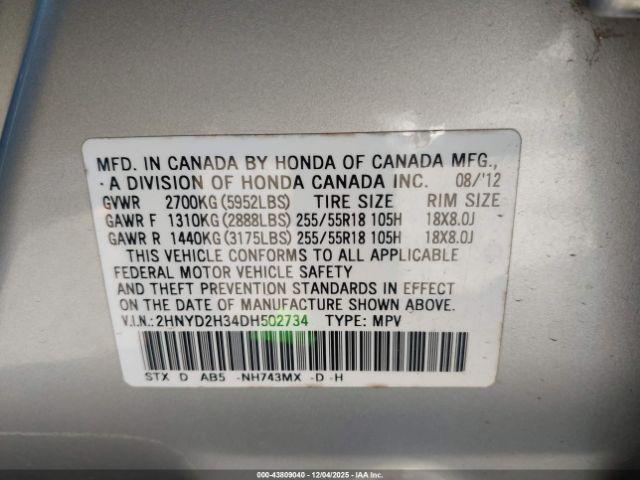 MFD. IN CANADA BY HONDA OF CANADA MFG.,
A DIVISION OF HONDA CANADA INC. 08/'12
GVWR 2700KG(5952LBS) TIRE SIZE RIM SIZE
GAWR F 1310KG(2888LBS) 255/55R18 105H 18X8.0J
GAWR R 1440KG(3175LBS) 255/55R18 105H 18X8.0J
THIS VEHICLE CONFORMS TO ALL APPLICABLE
FEDERAL MOTOR VEHICLE SAFETY
AND THEFT PREVENTION STANDARDS IN EFFECT
ON THE DATE OF MANUFACTURE SHOWN ABOVE.
V.I.N.: 2HNYD2H34DH502734 TYPE: MPV
STX D AB5 -NH743MX -D -H
000-43809040 - 12/04/2025 - IAA Inc.